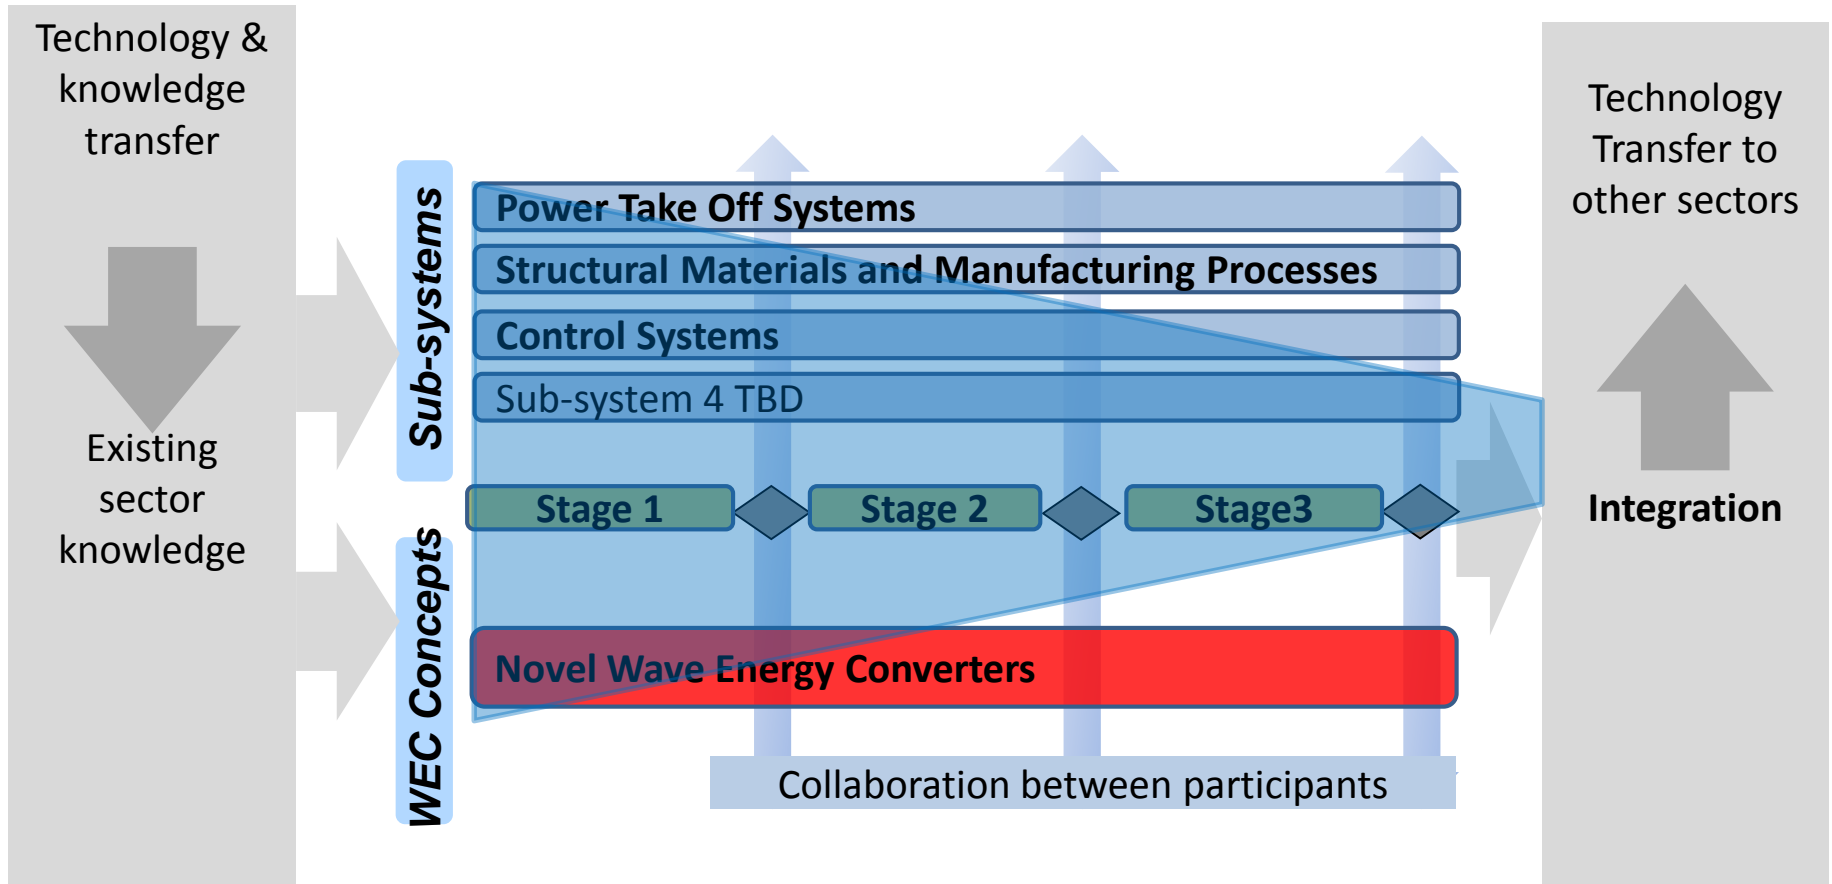 Technology &
knowledge
transfer
Existing
sector
knowledge
Sub-systems
WEC Concepts
Power Take Off Systems
Structural Materials and Manufacturing Processes
Control Systems
Sub-system 4 TBD
Stage 1
Stage 2
Stage3
Novel Wave Energy Converters
Collaboration between participants
Technology
Transfer to
other sectors
Integration